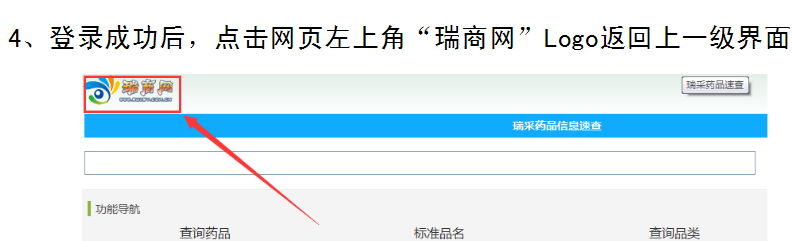 4、登录成功后，点击网页左上角“瑞商网”Logo返回上一级界面
瑞商网
瑞采药品速查
瑞采药品信息速查
功能导航
查询药品 标准品名 查询品类